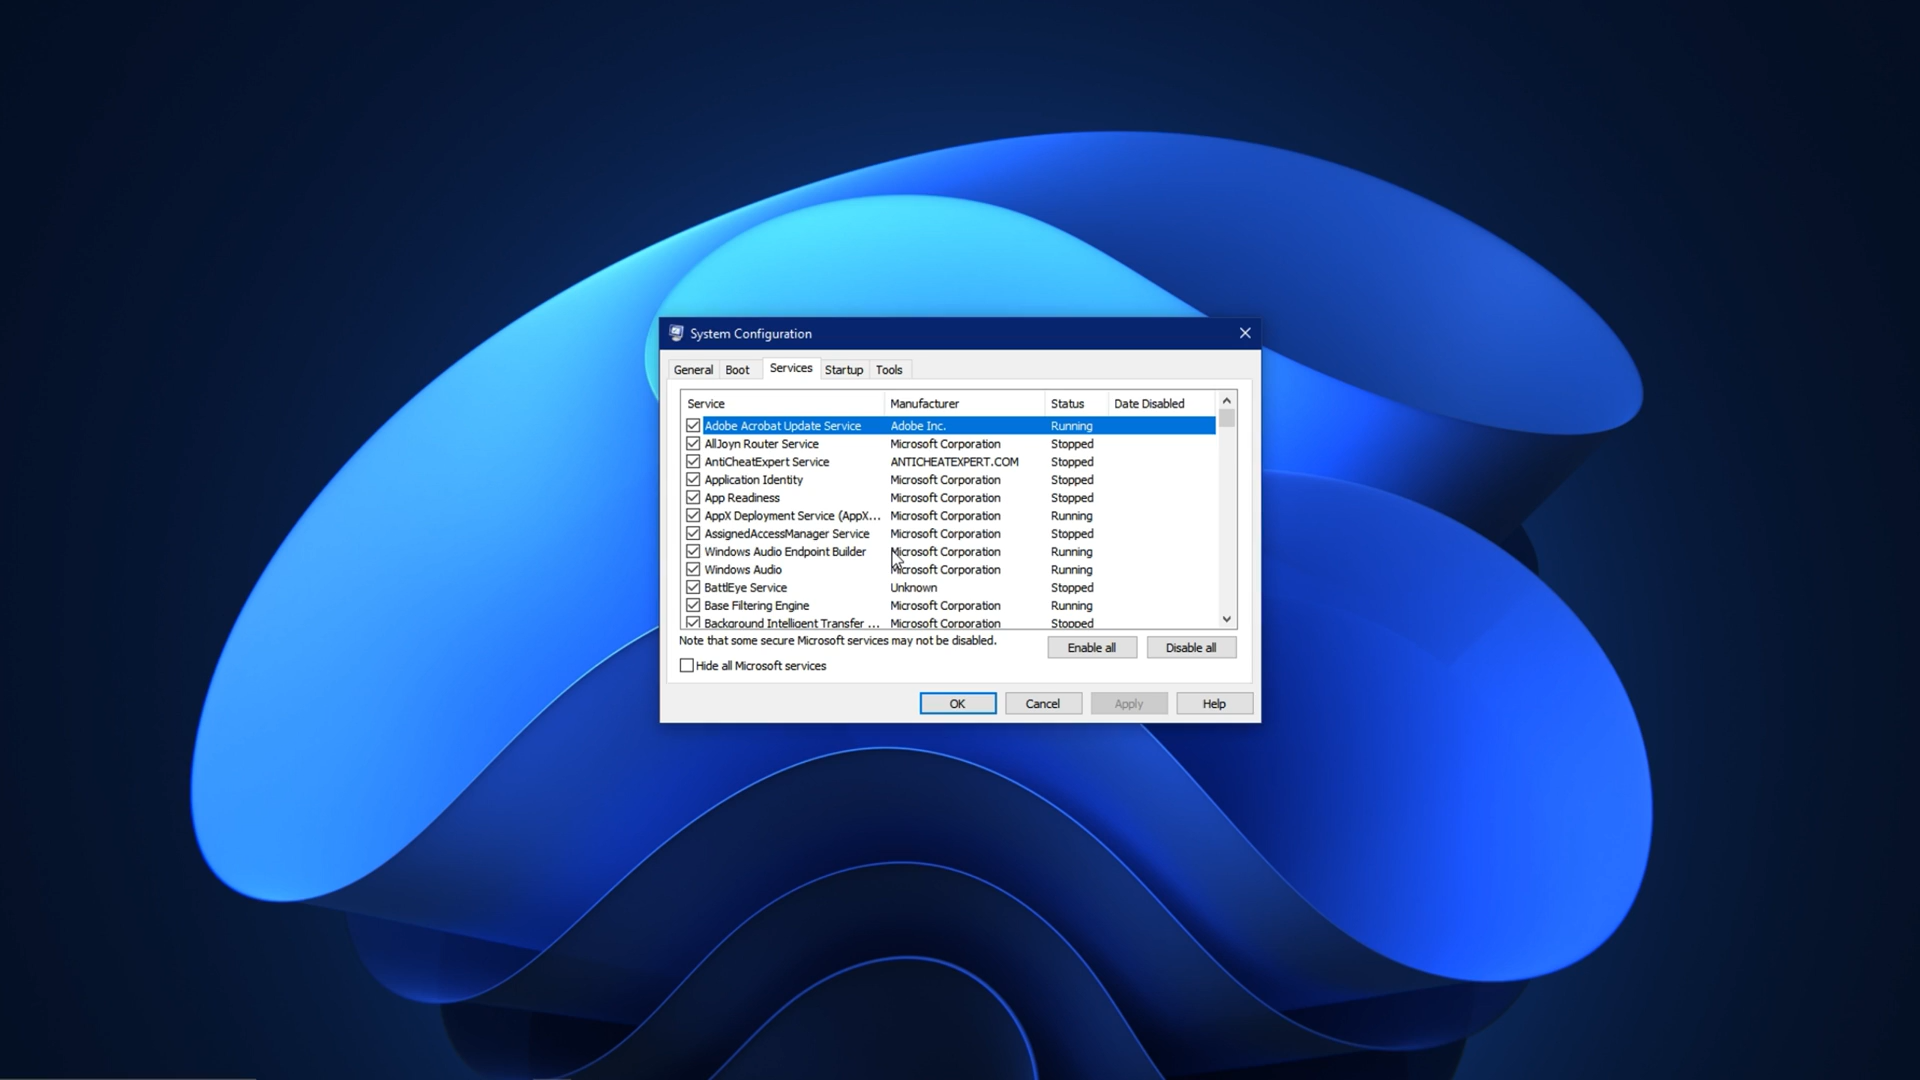 System Configuration
General Boot Services Startup Tools
Service Manufacturer Status Date Disabled
Adobe Acrobat Update Service Adobe Inc. Running
AllJoyn Router Service Microsoft Corporation Stopped
AntiCheatExpert Service ANTICHEATEXPERT.COM Stopped
Application Identity Microsoft Corporation Stopped
App Readiness Microsoft Corporation Stopped
AppX Deployment Service (AppX... Microsoft Corporation Running
AssignedAccessManager Service Microsoft Corporation Stopped
Windows Audio Endpoint Builder Microsoft Corporation Running
Windows Audio Microsoft Corporation Running
BattlEye Service Unknown Stopped
Base Filtering Engine Microsoft Corporation Running
Background Intelligent Transfer ... Microsoft Corporation Stopped
Note that some secure Microsoft services may not be disabled.
Enable all Disable all
Hide all Microsoft services
OK Cancel Apply Help